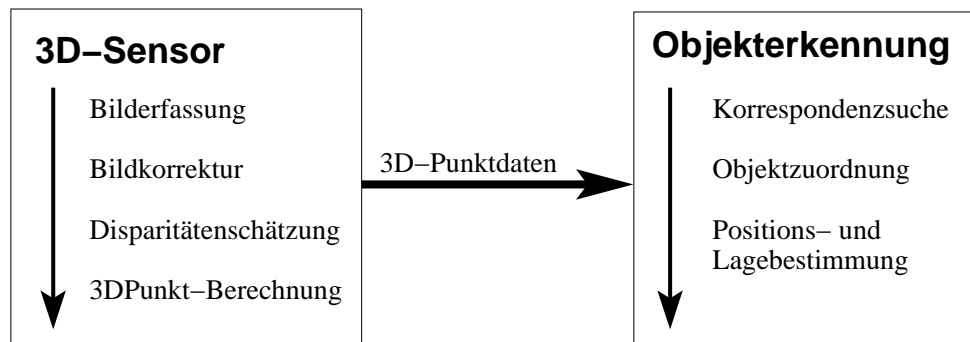 3D–Sensor
Bilderfassung
Bildkorrektur
Disparitätenschätzung
3DPunkt–Berechnung
3D–Punktdaten
Objekterkennung
Korrespondenzsuche
Objektzuordnung
Positions– und
Lagebestimmung